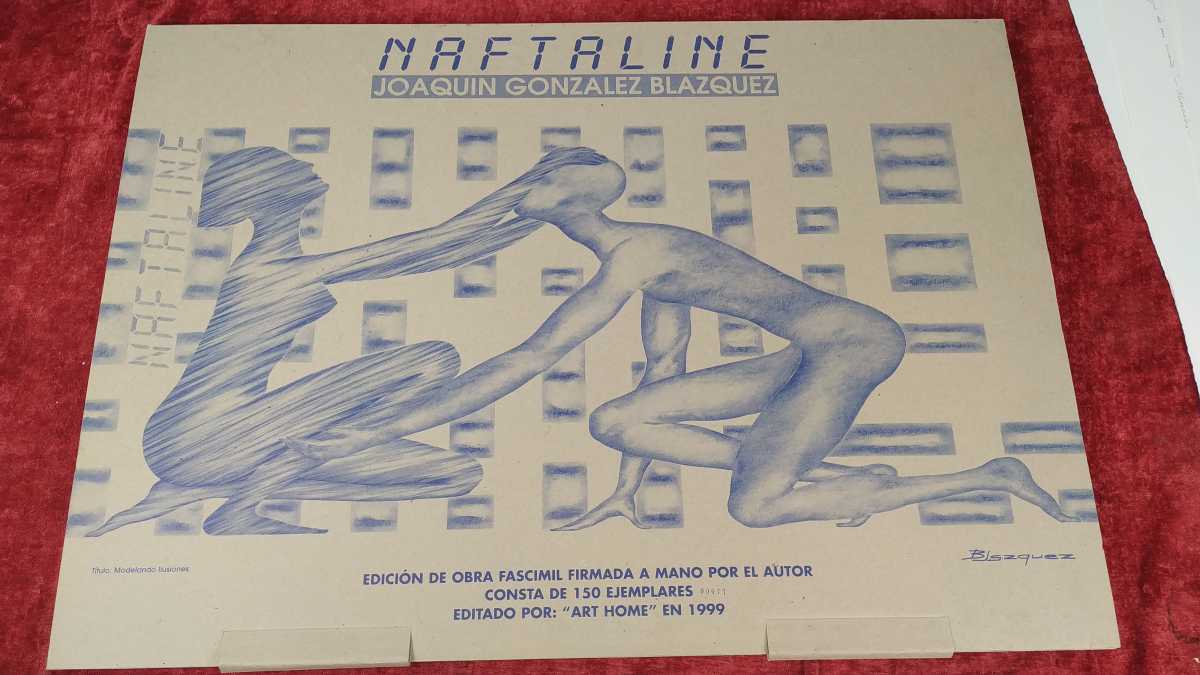 NAFTALINE
JOAQUIN GONZALEZ BLAZQUEZ
NAFTALINE
Título: Modelando Ilusiones
Blazquez
EDICIÓN DE OBRA FASCIMIL FIRMADA A MANO POR EL AUTOR
CONSTA DE 150 EJEMPLARES
EDITADO POR: "ART HOME" EN 1999